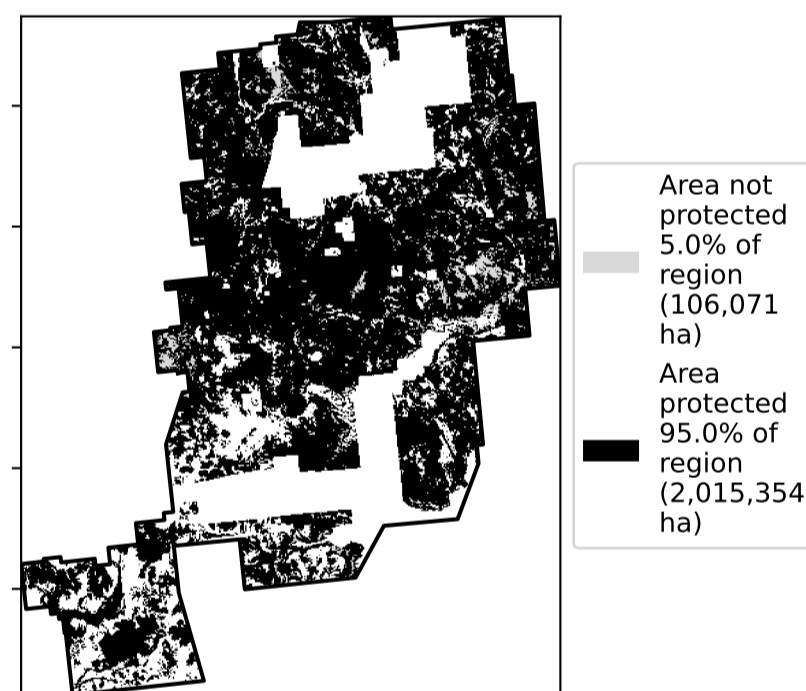 Area not
protected
5.0% of
region
(106,071
ha)
Area
protected
95.0% of
region
(2,015,354
ha)